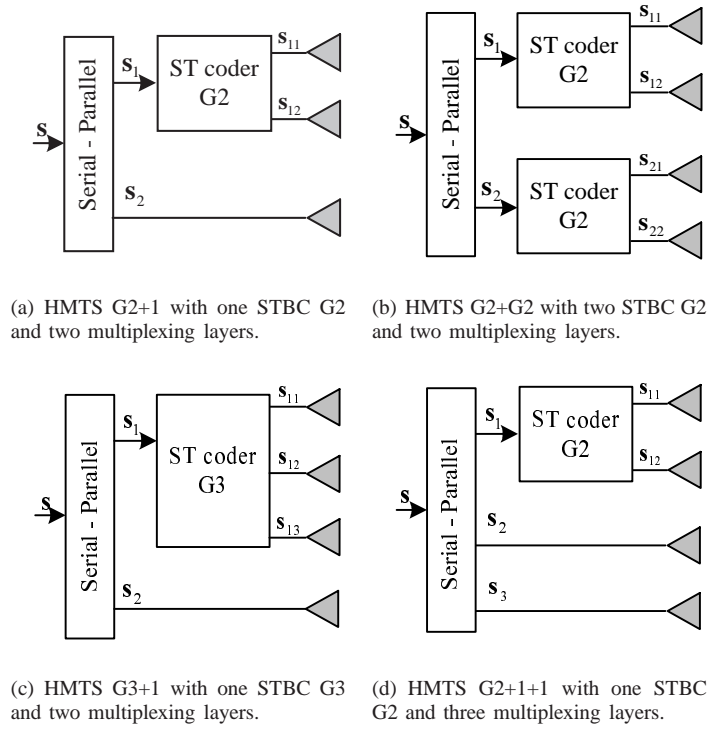 s
Serial - Parallel
s1
ST coder
G2
s11
s12
s2
(a) HMTS G2+1 with one STBC G2
and two multiplexing layers.
s
Serial - Parallel
s1
ST coder
G2
s11
s12
s2
ST coder
G2
s21
s22
(b) HMTS G2+G2 with two STBC G2
and two multiplexing layers.
s
Serial - Parallel
s1
ST coder
G3
s11
s12
s13
s2
(c) HMTS G3+1 with one STBC G3
and two multiplexing layers.
s
Serial - Parallel
s1
ST coder
G2
s11
s12
s2
s3
(d) HMTS G2+1+1 with one STBC
G2 and three multiplexing layers.